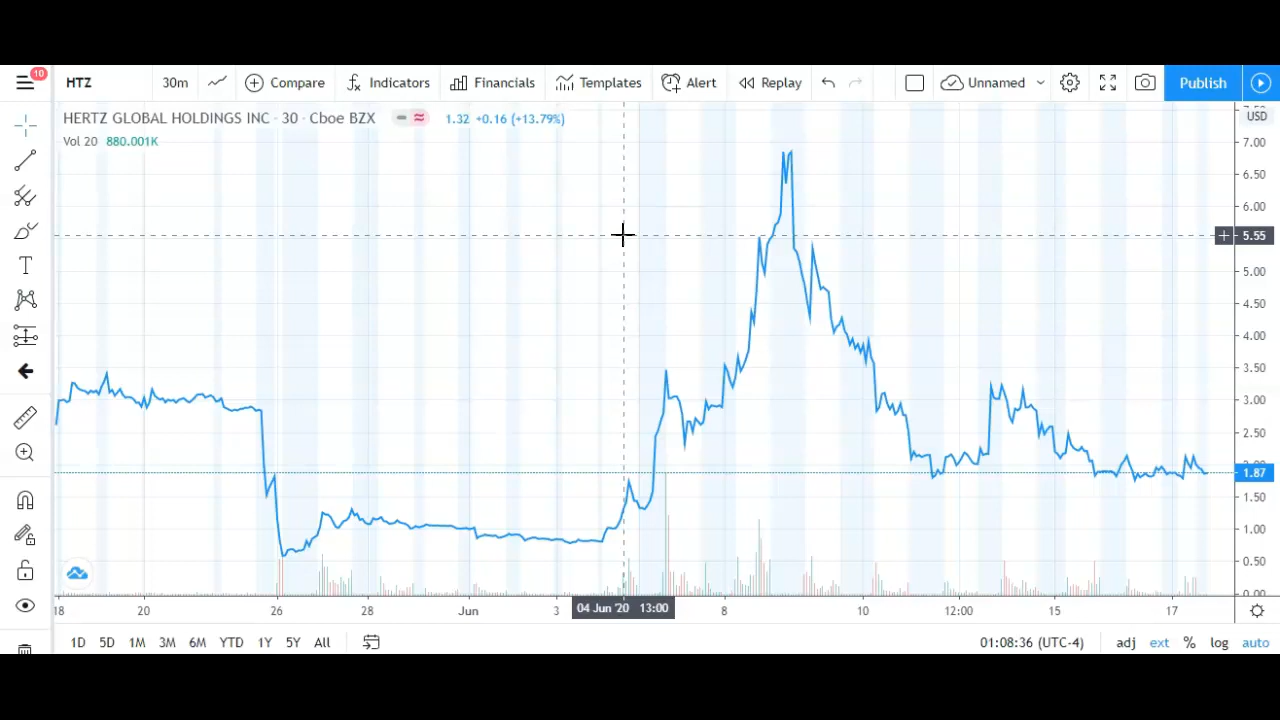 10
HTZ 30m Compare Indicators Financials Templates Alert Replay Unnamed Publish
HERTZ GLOBAL HOLDINGS INC · 30 · Cboe BZX 1.32 +0.16 (+13.79%)
Vol 20 880.001K
USD
7.00
6.50
6.00
5.55
5.00
4.50
4.00
3.50
3.00
2.50
1.87
1.50
1.00
0.50
0.00
18 20 26 28 Jun 3 04 Jun '20 13:00 8 10 12:00 15 17
1D 5D 1M 3M 6M YTD 1Y 5Y All 01:08:36 (UTC-4) adj ext % log auto